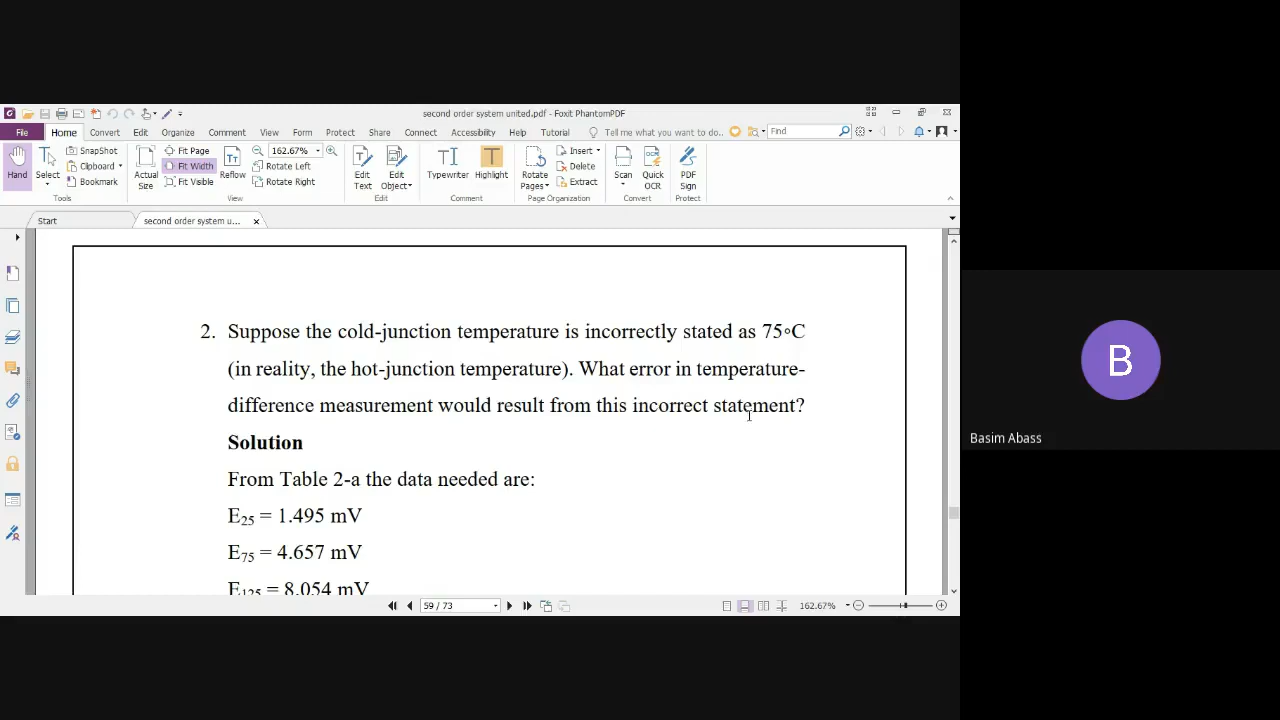 second order system united.pdf - Foxit PhantomPDF
File Home Convert Edit Organize Comment View Form Protect Share Connect Accessibility Help Tutorial Tell me what you want to do.. Find
Hand Select SnapShot Clipboard Bookmark
Tools
Actual Size Fit Page Fit Width Fit Visible Reflow 162.67% Rotate Left Rotate Right
View
Edit Text Edit Object
Edit
Typewriter Highlight
Comment
Rotate Pages Insert Delete Extract
Page Organization
Scan Quick OCR
Convert
PDF Sign
Protect
Start second order system u...
2. Suppose the cold-junction temperature is incorrectly stated as 75∘C
(in reality, the hot-junction temperature). What error in temperature-
difference measurement would result from this incorrect statement?
Solution
From Table 2-a the data needed are:
E25 = 1.495 mV
E75 = 4.657 mV
E125 = 8.054 mV
59 / 73 162.67%
B
Basim Abass